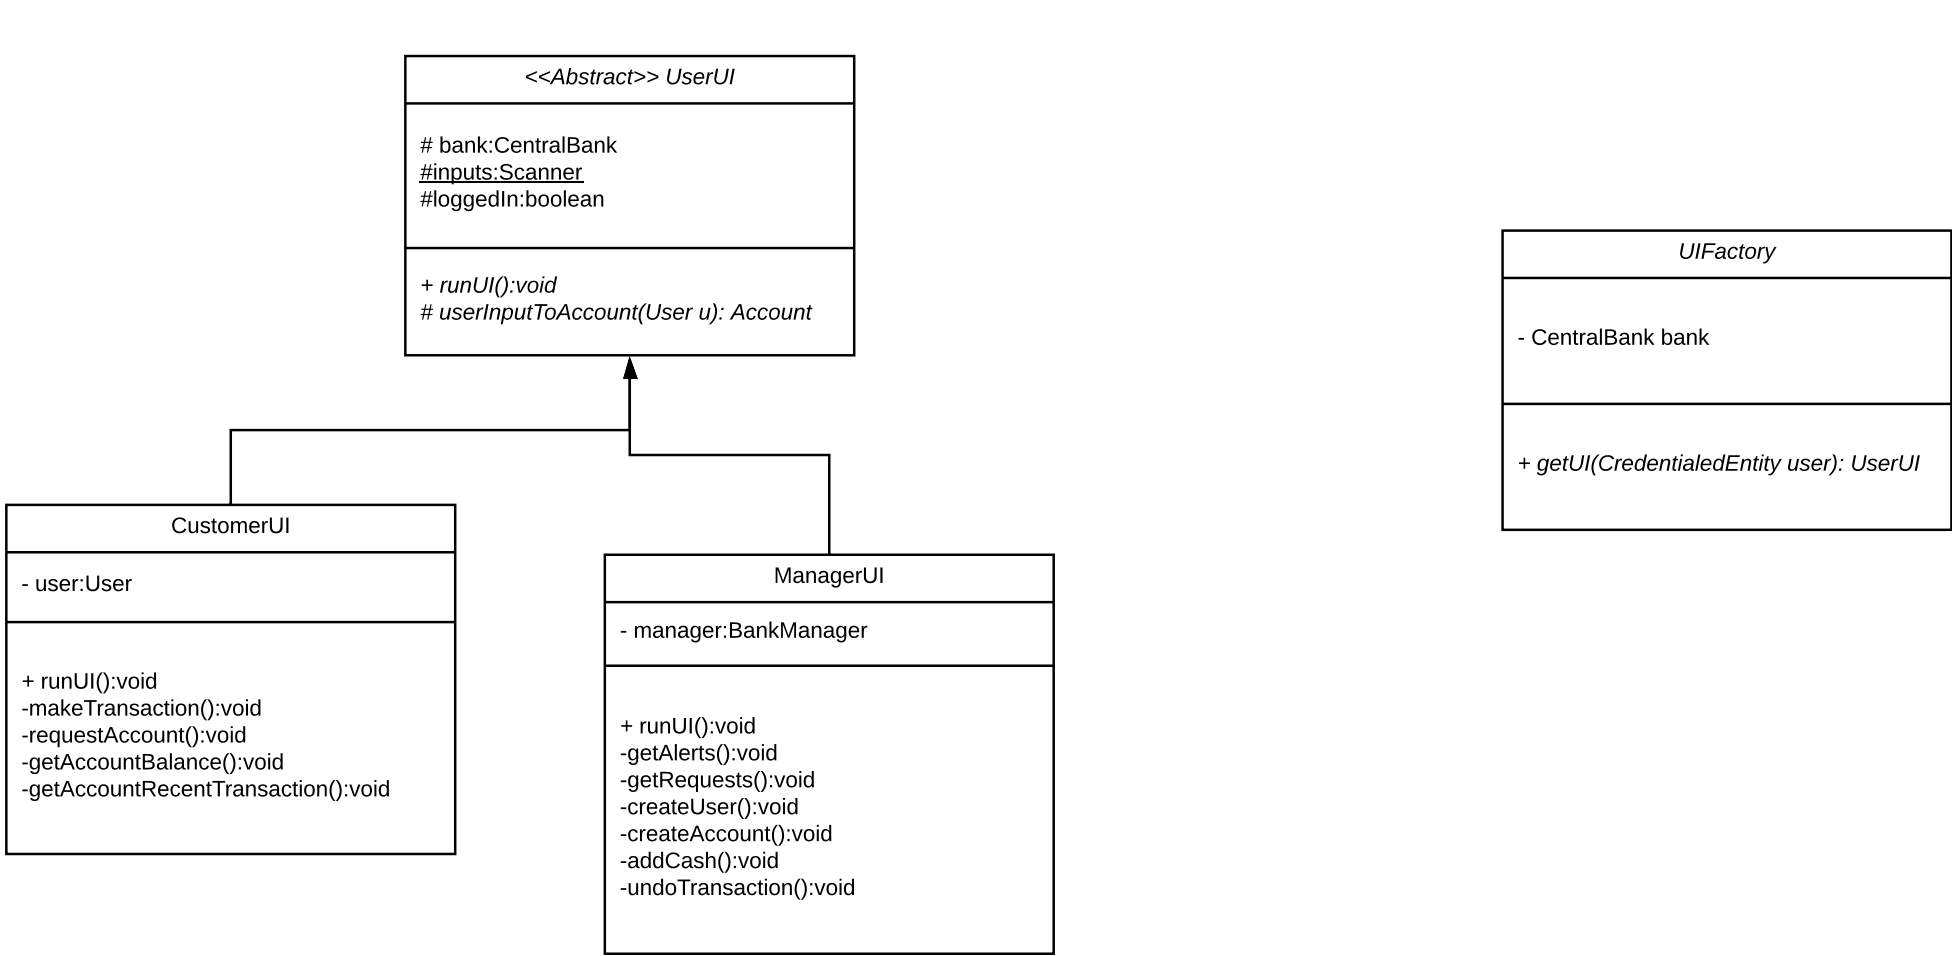 <<Abstract>> UserUI
# bank:CentralBank
#inputs:Scanner
#loggedIn:boolean
+ runUI():void
# userInputToAccount(User u): Account
UIFactory
- CentralBank bank
+ getUI(CredentialedEntity user): UserUI
CustomerUI
- user:User
+ runUI():void
-makeTransaction():void
-requestAccount():void
-getAccountBalance():void
-getAccountRecentTransaction():void
ManagerUI
- manager:BankManager
+ runUI():void
-getAlerts():void
-getRequests():void
-createUser():void
-createAccount():void
-addCash():void
-undoTransaction():void